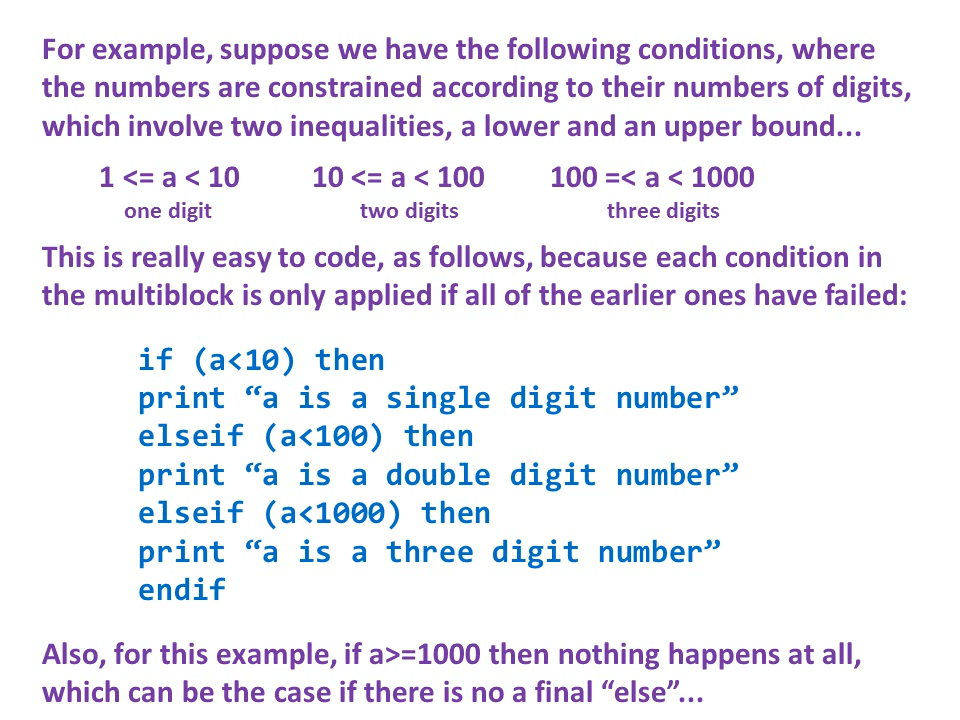 For example, suppose we have the following conditions, where
the numbers are constrained according to their numbers of digits,
which involve two inequalities, a lower and an upper bound...
1 <= a < 10 10 <= a < 100 100 =< a < 1000
one digit two digits three digits
This is really easy to code, as follows, because each condition in
the multiblock is only applied if all of the earlier ones have failed:
if (a<10) then
print “a is a single digit number”
elseif (a<100) then
print “a is a double digit number”
elseif (a<1000) then
print “a is a three digit number”
endif
Also, for this example, if a>=1000 then nothing happens at all,
which can be the case if there is no a final “else”...